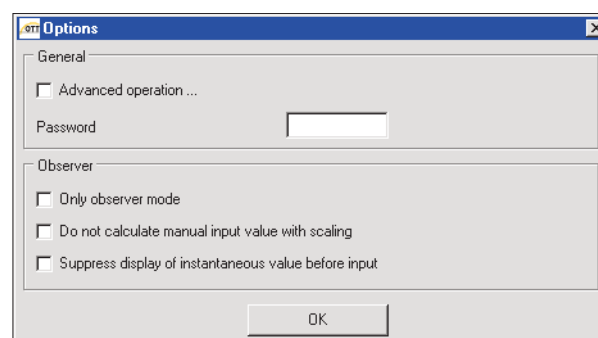 OTT Options
General
Advanced operation ...
Password
Observer
Only observer mode
Do not calculate manual input value with scaling
Suppress display of instantaneous value before input
OK